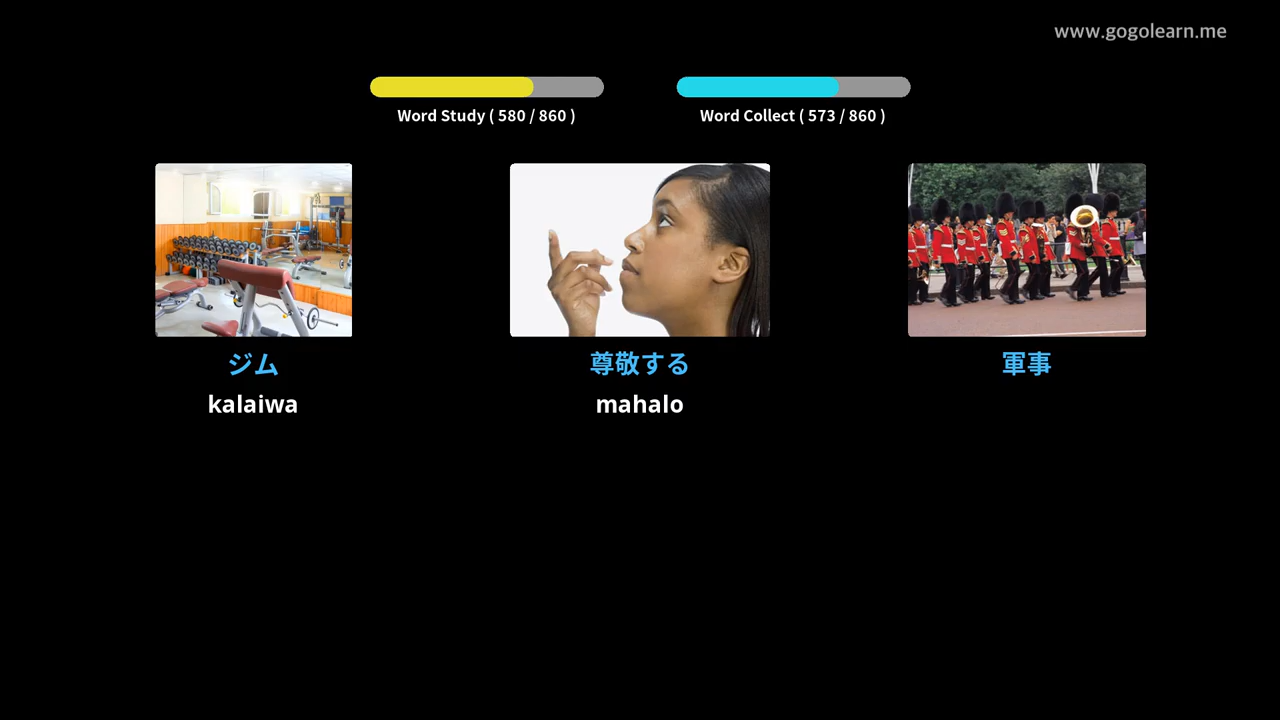 www.gogolearn.me
Word Study ( 580 / 860 )
Word Collect ( 573 / 860 )
ジム
kalaiwa
尊敬する
mahalo
軍事